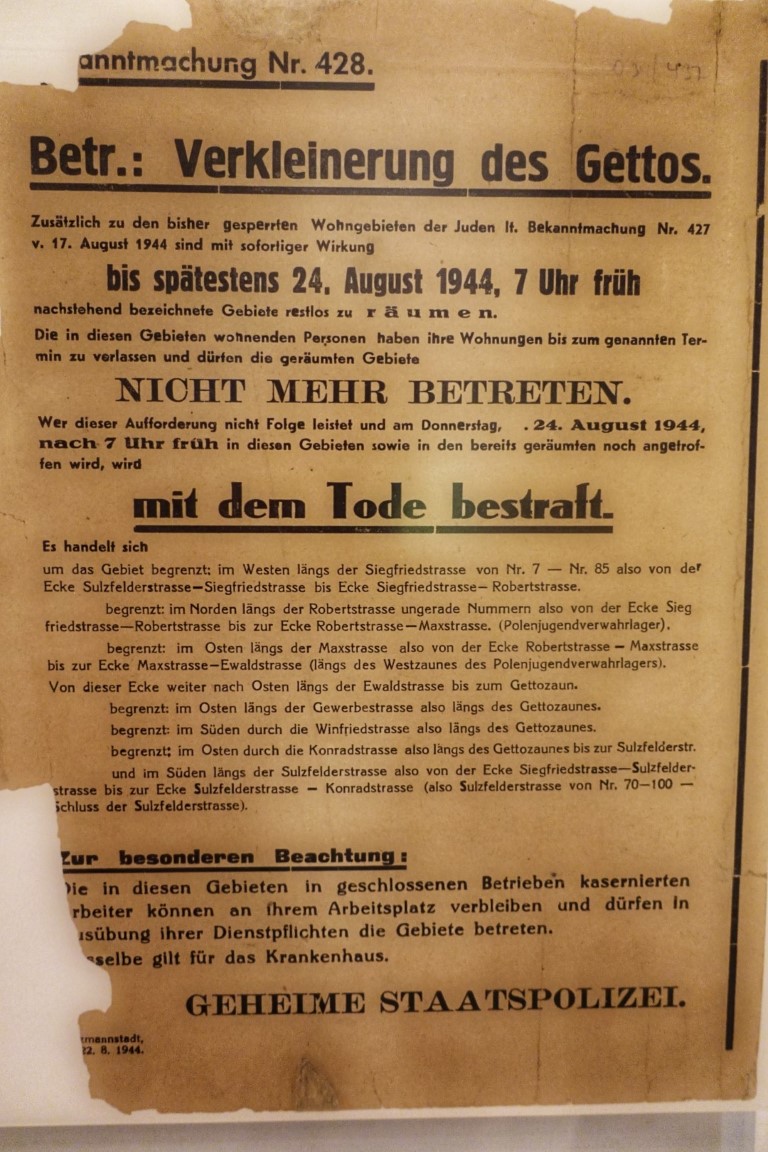 anntmachung Nr. 428.
Betr.: Verkleinerung des Gettos.
Zusätzlich zu den bisher gesperrten Wohngebieten der Juden lt. Bekanntmachung Nr. 427
v. 17. August 1944 sind mit sofortiger Wirkung
bis spätestens 24. August 1944, 7 Uhr früh
nachstehend bezeichnete Gebiete restlos zu räumen.
Die in diesen Gebieten wohnenden Personen haben ihre Wohnungen bis zum genannten Ter-
min zu verlassen und dürfen die geräumten Gebiete
NICHT MEHR BETRETEN.
Wer dieser Aufforderung nicht Folge leistet und am Donnerstag, . 24. August 1944,
nach 7 Uhr früh in diesen Gebieten sowie in den bereits geräumten noch angetrof-
fen wird, wird
mit dem Tode bestraft.
Es handelt sich
um das Gebiet begrenzt: im Westen längs der Siegfriedstrasse von Nr. 7 — Nr. 85 also von der
Ecke Sulzfelderstrasse—Siegfriedstrasse bis Ecke Siegfriedstrasse—Robertstrasse.
begrenzt: im Norden längs der Robertstrasse ungerade Nummern also von der Ecke Sieg
friedstrasse—Robertstrasse bis zur Ecke Robertstrasse—Maxstrasse. (Polenjugendverwahrlager).
begrenzt: im Osten längs der Maxstrasse also von der Ecke Robertstrasse — Maxstrasse
bis zur Ecke Maxstrasse—Ewaldstrasse (längs des Westzaunes des Polenjugendverwahrlagers).
Von dieser Ecke weiter nach Osten längs der Ewaldstrasse bis zum Gettozaun.
begrenzt: im Osten längs der Gewerbestrasse also längs des Gettozaunes.
begrenzt: im Süden durch die Winfriedstrasse also längs des Gettozaunes.
begrenzt: im Osten durch die Konradstrasse also längs des Gettozaunes bis zur Sulzfelderstr.
und im Süden längs der Sulzfelderstrasse also von der Ecke Siegfriedstrasse—Sulzfelder-
strasse bis zur Ecke Sulzfelderstrasse — Konradstrasse (also Sulzfelderstrasse von Nr. 70—100 —
Schluss der Sulzfelderstrasse).
Zur besonderen Beachtung:
Die in diesen Gebieten in geschlossenen Betrieben kasernierten
rbeiter können an ihrem Arbeitsplatz verbleiben und dürfen in
usübung ihrer Dienstpflichten die Gebiete betreten.
sselbe gilt für das Krankenhaus.
GEHEIME STAATSPOLIZEI.
mannstadt,
22. 8. 1944.